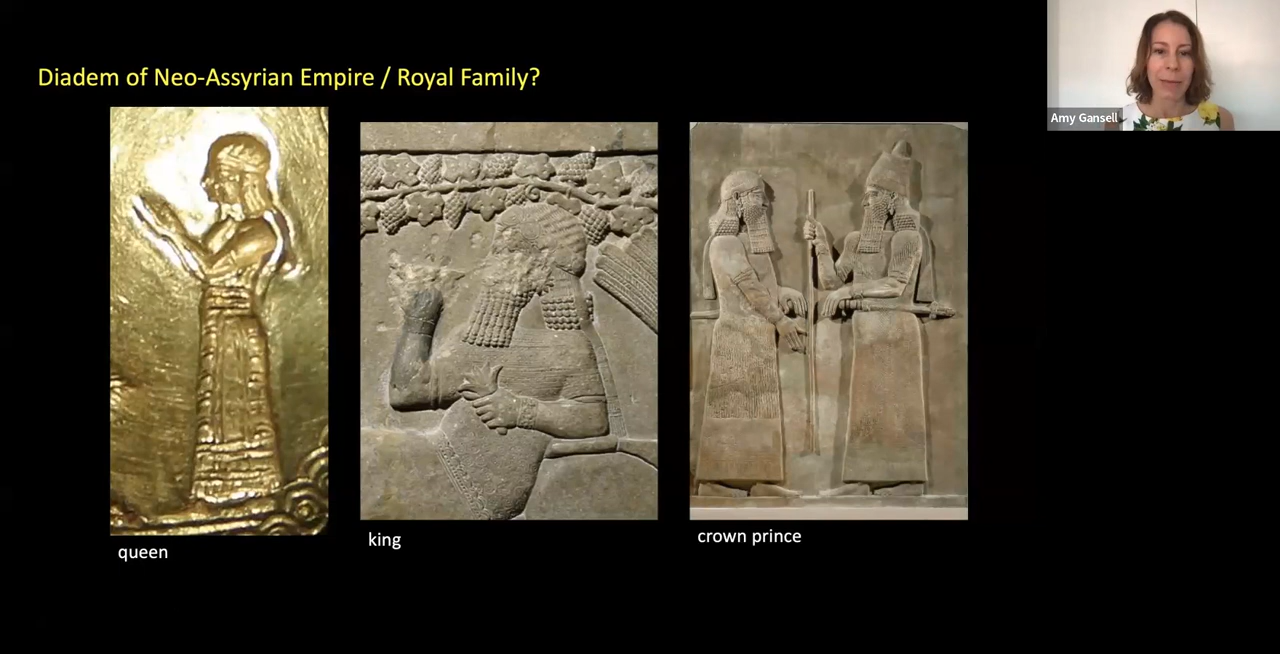 Diadem of Neo-Assyrian Empire / Royal Family?
Amy Gansell
queen
king
crown prince